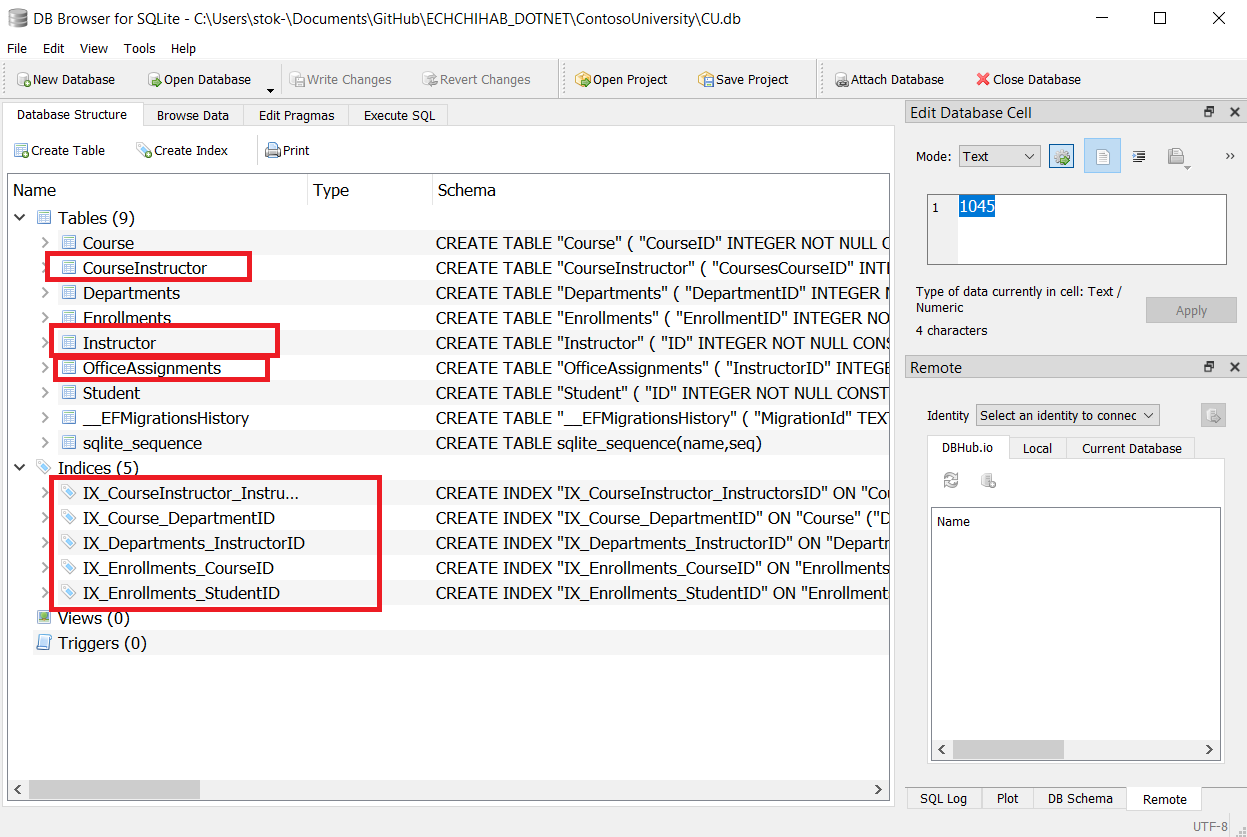 DB Browser for SQLite - C:\Users\stok-\Documents\GitHub\ECHCHIHAB_DOTNET\ContosoUniversity\CU.db
File Edit View Tools Help
New Database Open Database Write Changes Revert Changes Open Project Save Project Attach Database Close Database
Database Structure Browse Data Edit Pragmas Execute SQL
Create Table Create Index Print
Name Type Schema
Tables (9)
Course CREATE TABLE "Course" ( "CourseID" INTEGER NOT NULL C
CourseInstructor CREATE TABLE "CourseInstructor" ( "CoursesCourseID" INTE
Departments CREATE TABLE "Departments" ( "DepartmentID" INTEGER N
Enrollments CREATE TABLE "Enrollments" ( "EnrollmentID" INTEGER NO
Instructor CREATE TABLE "Instructor" ( "ID" INTEGER NOT NULL CONS
OfficeAssignments CREATE TABLE "OfficeAssignments" ( "InstructorID" INTEGE
Student CREATE TABLE "Student" ( "ID" INTEGER NOT NULL CONST
__EFMigrationsHistory CREATE TABLE "__EFMigrationsHistory" ( "MigrationId" TEX
sqlite_sequence CREATE TABLE sqlite_sequence(name,seq)
Indices (5)
IX_CourseInstructor_Instru... CREATE INDEX "IX_CourseInstructor_InstructorsID" ON "Cou
IX_Course_DepartmentID CREATE INDEX "IX_Course_DepartmentID" ON "Course" ("D
IX_Departments_InstructorID CREATE INDEX "IX_Departments_InstructorID" ON "Departr
IX_Enrollments_CourseID CREATE INDEX "IX_Enrollments_CourseID" ON "Enrollments
IX_Enrollments_StudentID CREATE INDEX "IX_Enrollments_StudentID" ON "Enrollments
Views (0)
Triggers (0)
Edit Database Cell
Mode: Text
1 1045
Type of data currently in cell: Text /
Numeric
4 characters
Apply
Remote
Identity Select an identity to connec
DBHub.io Local Current Database
Name
SQL Log Plot DB Schema Remote
UTF-8